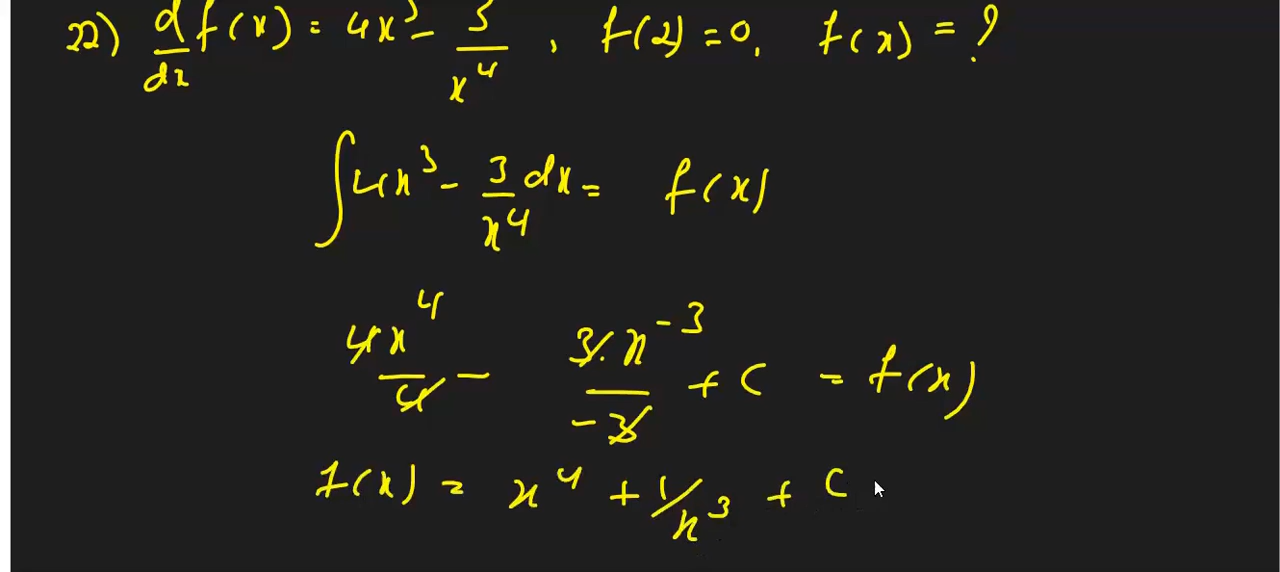 22) d/dx f(x) = 4x³ - 3/x⁴ , f(2) = 0, f(x) = ?
∫4x³ - 3/x⁴ dx = f(x)
4x⁴/4 - 3.x⁻³/-3 + C = f(x)
f(x) = x⁴ + 1/x³ + C